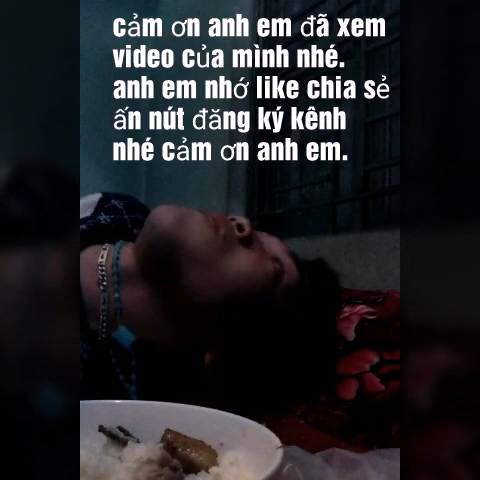 cảm ơn anh em đã xem
video của mình nhé.
anh em nhớ like chia sẻ
ấn nút đăng ký kênh
nhé cảm ơn anh em.